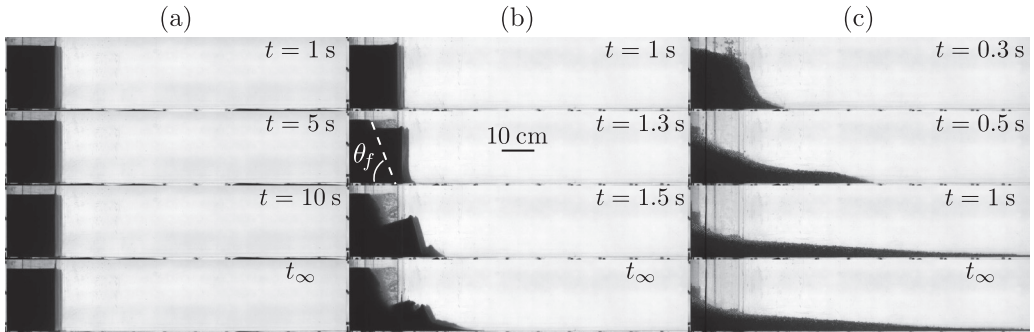 (a) (b) (c)
t = 1 s t = 1 s t = 0.3 s
t = 5 s t = 1.3 s t = 0.5 s
10 cm
θf
t = 10 s t = 1.5 s t = 1 s
t∞ t∞ t∞